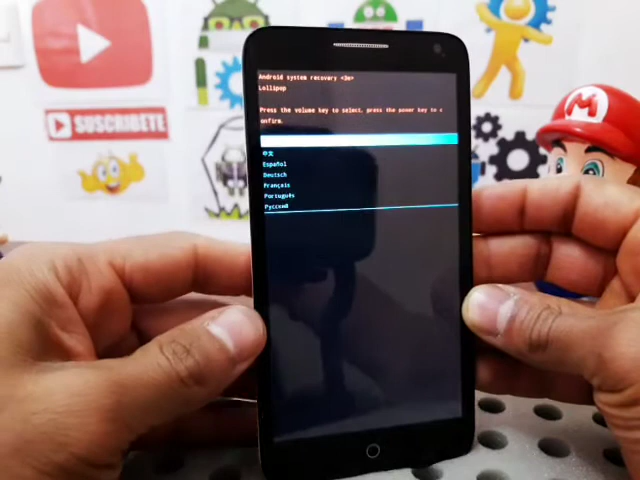 SUSCRIBETE
Android system recovery <3e>
Lollipop
Press the volume key to select, press the power key to c
onfirm.
中文
Español
Deutsch
Français
Português
Русский
M